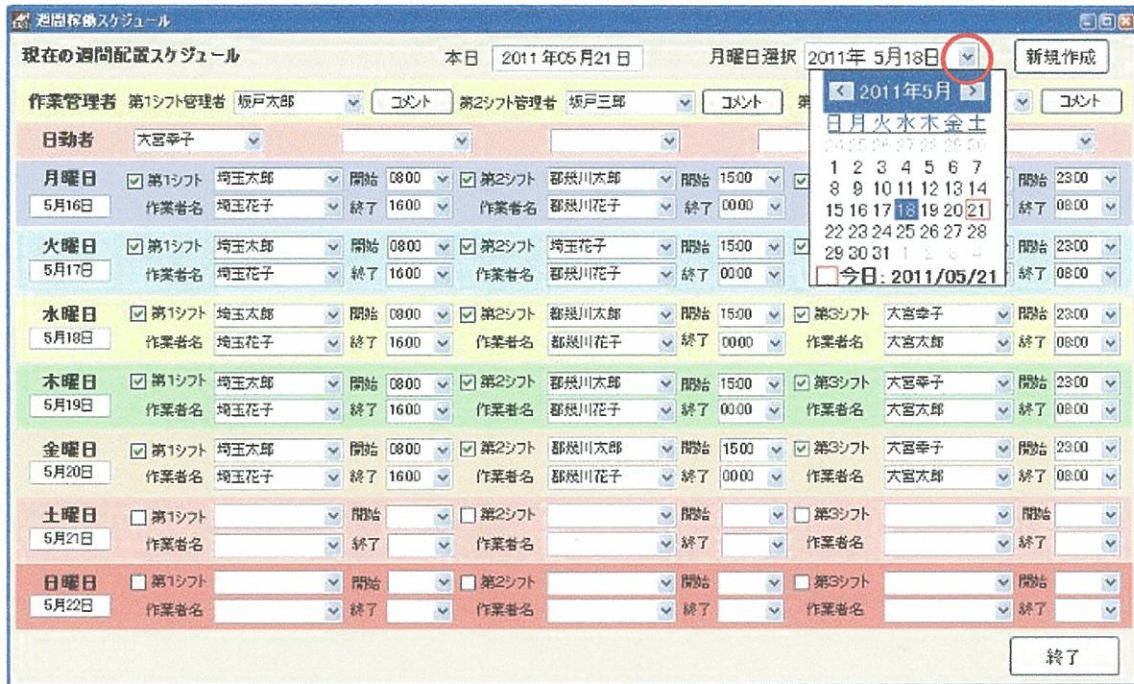 週間稼働スケジュール
現在の週間配置スケジュール 本日 2011年05月21日 月曜日選択 2011年 5月18日 新規作成
作業管理者 第1シフト管理者 坂戸太郎 コメント 第2シフト管理者 坂戸三郎 コメント 第 コメント
日勤者 大宮幸子
2011年5月
日 月 火 水 木 金 土
24 25 26 27 28 29 30
1 2 3 4 5 6 7
8 9 10 11 12 13 14
15 16 17 18 19 20 21
22 23 24 25 26 27 28
29 30 31 1 2 3 4
今日: 2011/05/21
月曜日 第1シフト 埼玉太郎 開始 08:00 第2シフト 都幾川太郎 開始 15:00 開始 23:00
5月16日 作業者名 埼玉花子 終了 16:00 作業者名 都幾川花子 終了 00:00 終了 08:00
火曜日 第1シフト 埼玉太郎 開始 08:00 第2シフト 埼玉花子 開始 15:00 開始 23:00
5月17日 作業者名 埼玉花子 終了 16:00 作業者名 都幾川花子 終了 00:00 終了 08:00
水曜日 第1シフト 埼玉太郎 開始 08:00 第2シフト 都幾川太郎 開始 15:00 第3シフト 大宮幸子 開始 23:00
5月18日 作業者名 埼玉花子 終了 16:00 作業者名 都幾川花子 終了 00:00 作業者名 大宮太郎 終了 08:00
木曜日 第1シフト 埼玉太郎 開始 08:00 第2シフト 都幾川太郎 開始 15:00 第3シフト 大宮幸子 開始 23:00
5月19日 作業者名 埼玉花子 終了 16:00 作業者名 都幾川花子 終了 00:00 作業者名 大宮太郎 終了 08:00
金曜日 第1シフト 埼玉太郎 開始 08:00 第2シフト 都幾川太郎 開始 15:00 第3シフト 大宮幸子 開始 23:00
5月20日 作業者名 埼玉花子 終了 16:00 作業者名 都幾川花子 終了 00:00 作業者名 大宮太郎 終了 08:00
土曜日 第1シフト 開始 第2シフト 開始 第3シフト 開始
5月21日 作業者名 終了 作業者名 終了 作業者名 終了
日曜日 第1シフト 開始 第2シフト 開始 第3シフト 開始
5月22日 作業者名 終了 作業者名 終了 作業者名 終了
終了